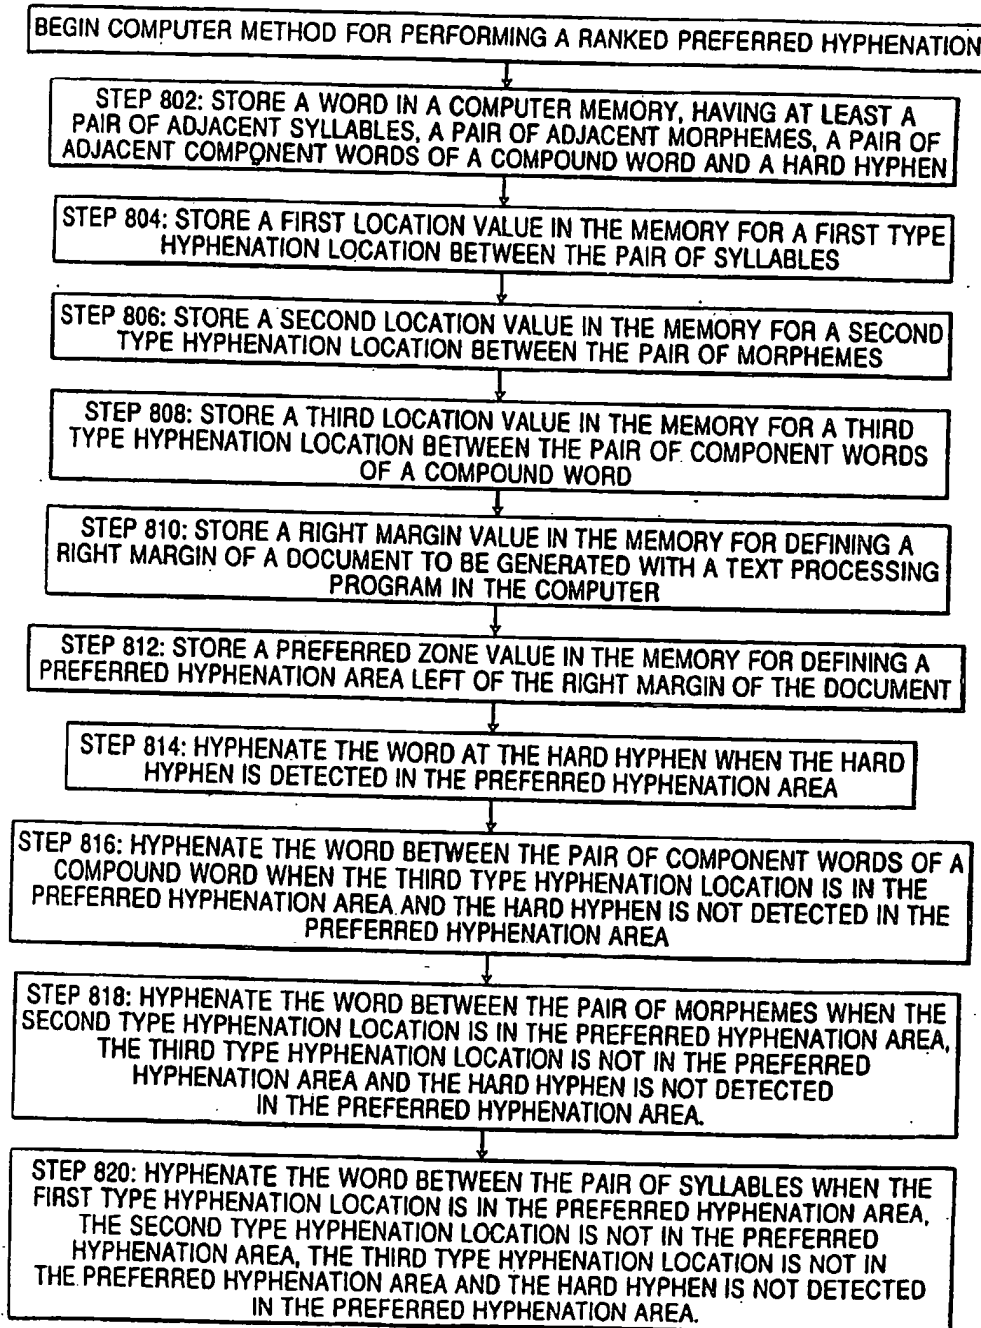 BEGIN COMPUTER METHOD FOR PERFORMING A RANKED PREFERRED HYPHENATION
STEP 802: STORE A WORD IN A COMPUTER MEMORY, HAVING AT LEAST A
PAIR OF ADJACENT SYLLABLES, A PAIR OF ADJACENT MORPHEMES, A PAIR OF
ADJACENT COMPONENT WORDS OF A COMPOUND WORD AND A HARD HYPHEN
STEP 804: STORE A FIRST LOCATION VALUE IN THE MEMORY FOR A FIRST TYPE
HYPHENATION LOCATION BETWEEN THE PAIR OF SYLLABLES
STEP 806: STORE A SECOND LOCATION VALUE IN THE MEMORY FOR A SECOND
TYPE HYPHENATION LOCATION BETWEEN THE PAIR OF MORPHEMES
STEP 808: STORE A THIRD LOCATION VALUE IN THE MEMORY FOR A THIRD
TYPE HYPHENATION LOCATION BETWEEN THE PAIR OF COMPONENT WORDS
OF A COMPOUND WORD
STEP 810: STORE A RIGHT MARGIN VALUE IN THE MEMORY FOR DEFINING A
RIGHT MARGIN OF A DOCUMENT TO BE GENERATED WITH A TEXT PROCESSING
PROGRAM IN THE COMPUTER
STEP 812: STORE A PREFERRED ZONE VALUE IN THE MEMORY FOR DEFINING A
PREFERRED HYPHENATION AREA LEFT OF THE RIGHT MARGIN OF THE DOCUMENT
STEP 814: HYPHENATE THE WORD AT THE HARD HYPHEN WHEN THE HARD
HYPHEN IS DETECTED IN THE PREFERRED HYPHENATION AREA
STEP 816: HYPHENATE THE WORD BETWEEN THE PAIR OF COMPONENT WORDS OF A
COMPOUND WORD WHEN THE THIRD TYPE HYPHENATION LOCATION IS IN THE
PREFERRED HYPHENATION AREA AND THE HARD HYPHEN IS NOT DETECTED IN THE
PREFERRED HYPHENATION AREA
STEP 818: HYPHENATE THE WORD BETWEEN THE PAIR OF MORPHEMES WHEN THE
SECOND TYPE HYPHENATION LOCATION IS IN THE PREFERRED HYPHENATION AREA,
THE THIRD TYPE HYPHENATION LOCATION IS NOT IN THE PREFERRED
HYPHENATION AREA AND THE HARD HYPHEN IS NOT DETECTED
IN THE PREFERRED HYPHENATION AREA.
STEP 820: HYPHENATE THE WORD BETWEEN THE PAIR OF SYLLABLES WHEN THE
FIRST TYPE HYPHENATION LOCATION IS IN THE PREFERRED HYPHENATION AREA,
THE SECOND TYPE HYPHENATION LOCATION IS NOT IN THE PREFERRED
HYPHENATION AREA, THE THIRD TYPE HYPHENATION LOCATION IS NOT IN
THE PREFERRED HYPHENATION AREA AND THE HARD HYPHEN IS NOT DETECTED
IN THE PREFERRED HYPHENATION AREA.